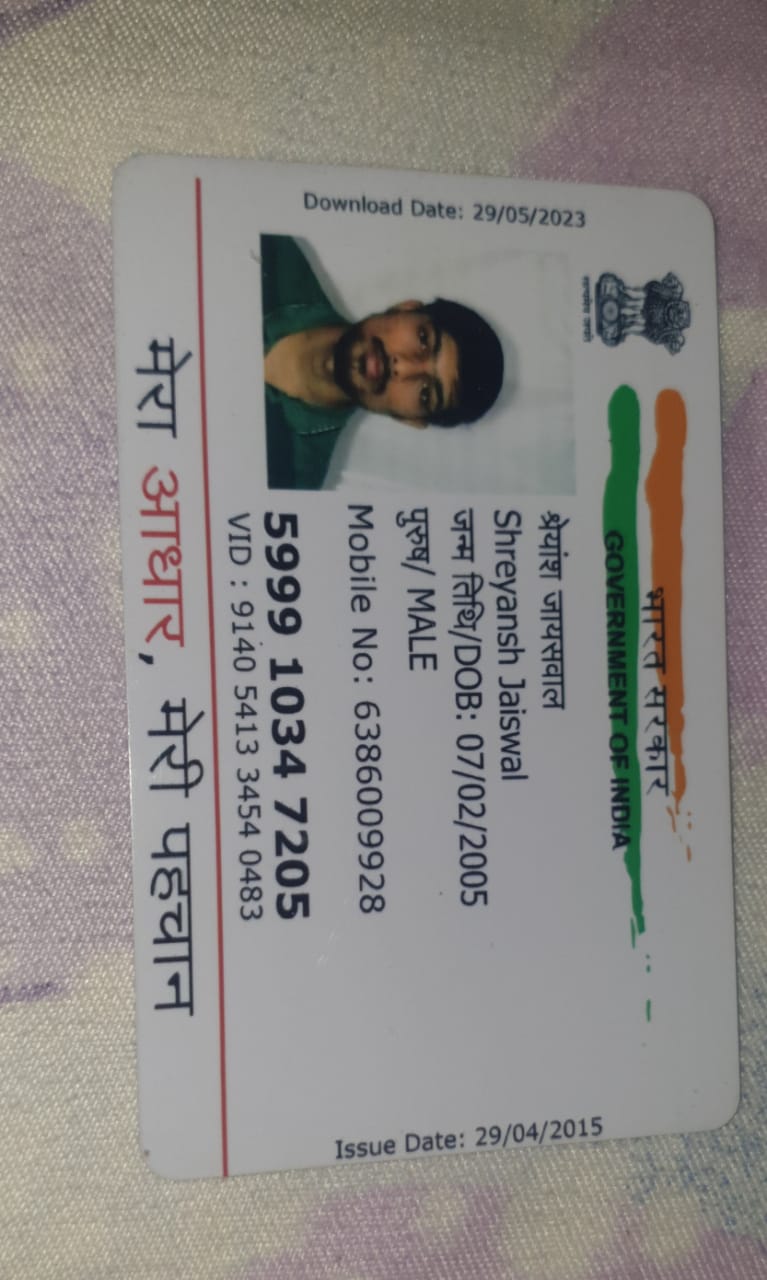 भारत सरकार
GOVERNMENT OF INDIA
सत्यमेव जयते
Download Date: 29/05/2023
श्रेयांश जायसवाल
Shreyansh Jaiswal
जन्म तिथि/DOB: 07/02/2005
पुरुष/ MALE
Mobile No: 6386009928
5999 1034 7205
VID : 9140 5413 3454 0483
Issue Date: 29/04/2015
मेरा आधार, मेरी पहचान